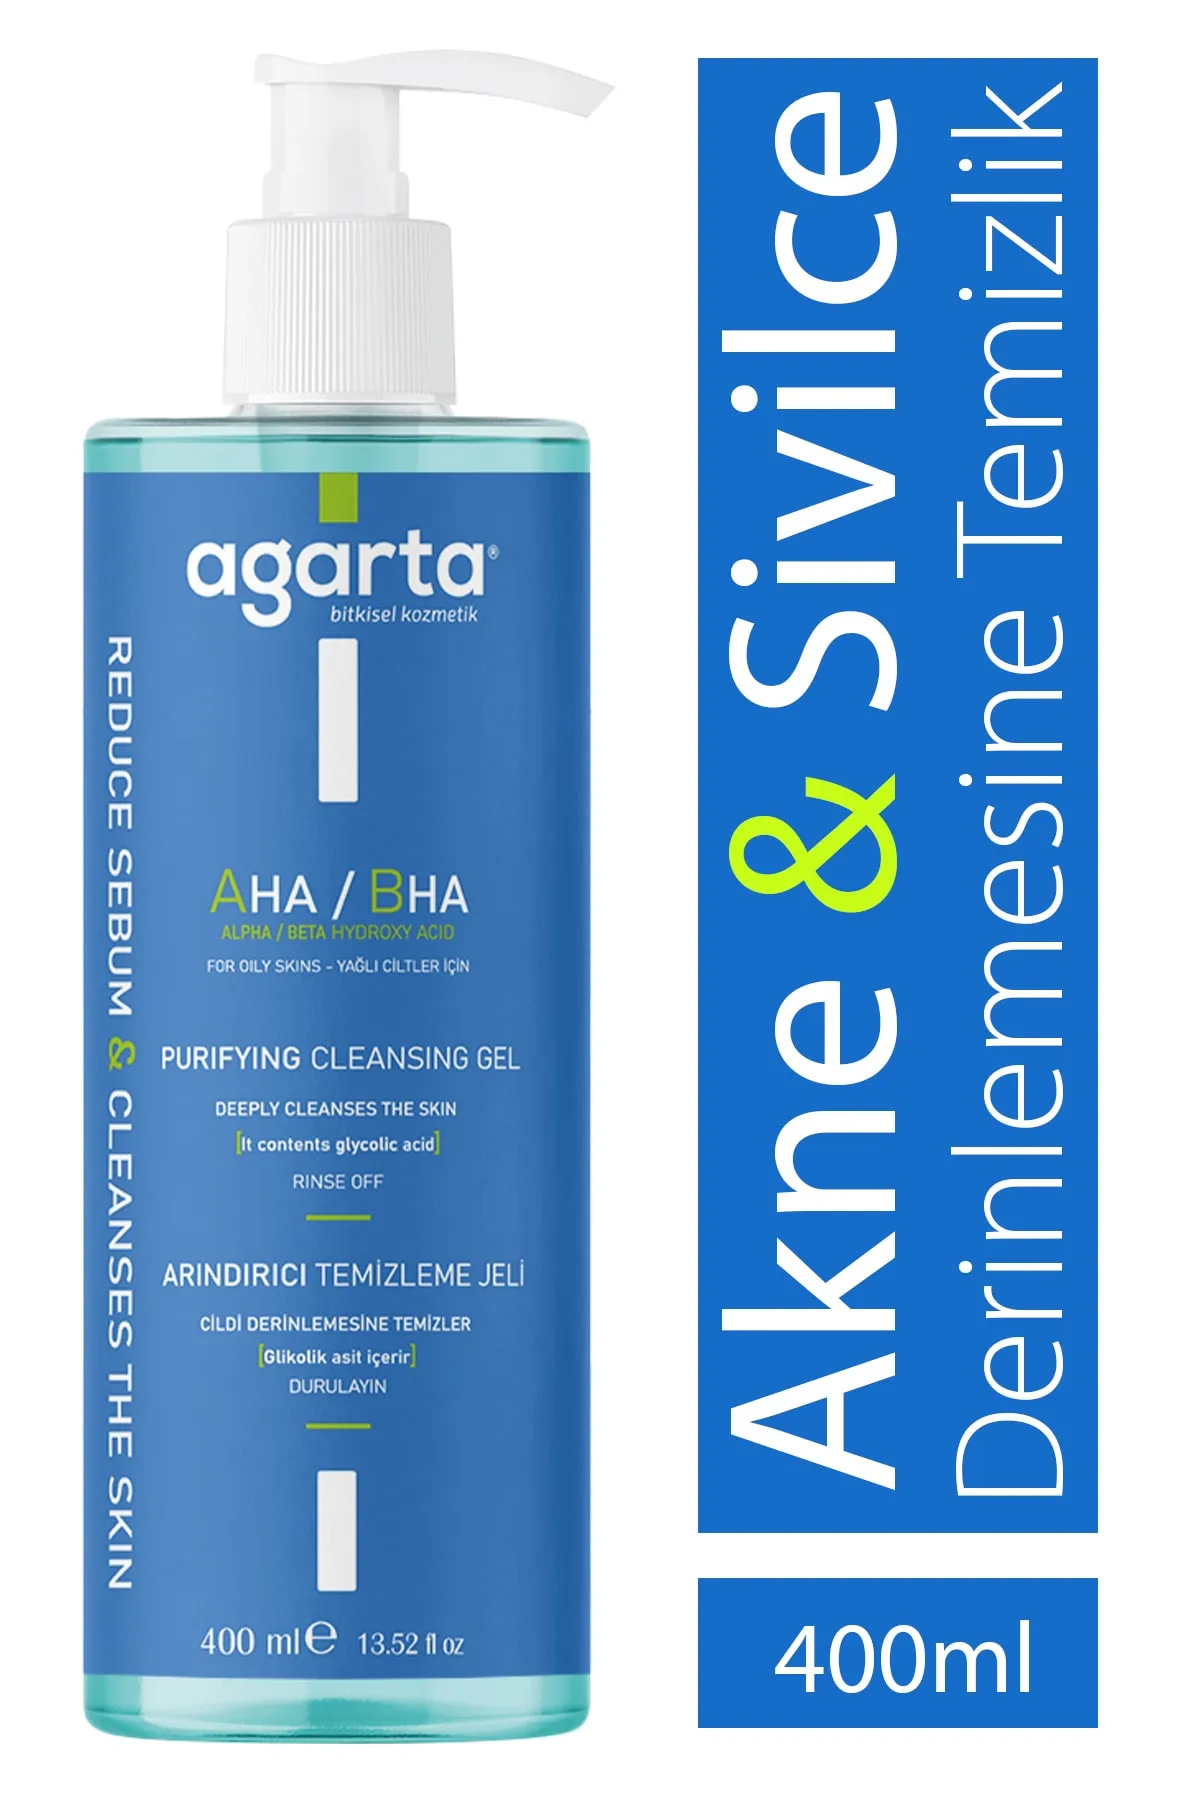 agarta®
bitkisel kozmetik
REDUCE SEBUM & CLEANSES THE SKIN
AHA / BHA
ALPHA / BETA HYDROXY ACID
FOR OILY SKINS - YAĞLI CİLTLER İÇİN
PURIFYING CLEANSING GEL
DEEPLY CLEANSES THE SKIN
[It contents glycolic acid]
RINSE OFF
ARINDIRICI TEMİZLEME JELİ
CİLDİ DERİNLEMESİNE TEMİZLER
[Glikolik asit içerir]
DURULAYIN
400 ml e 13.52 fl oz
Akne & Sivilce
Derinlemesine Temizlik
400ml